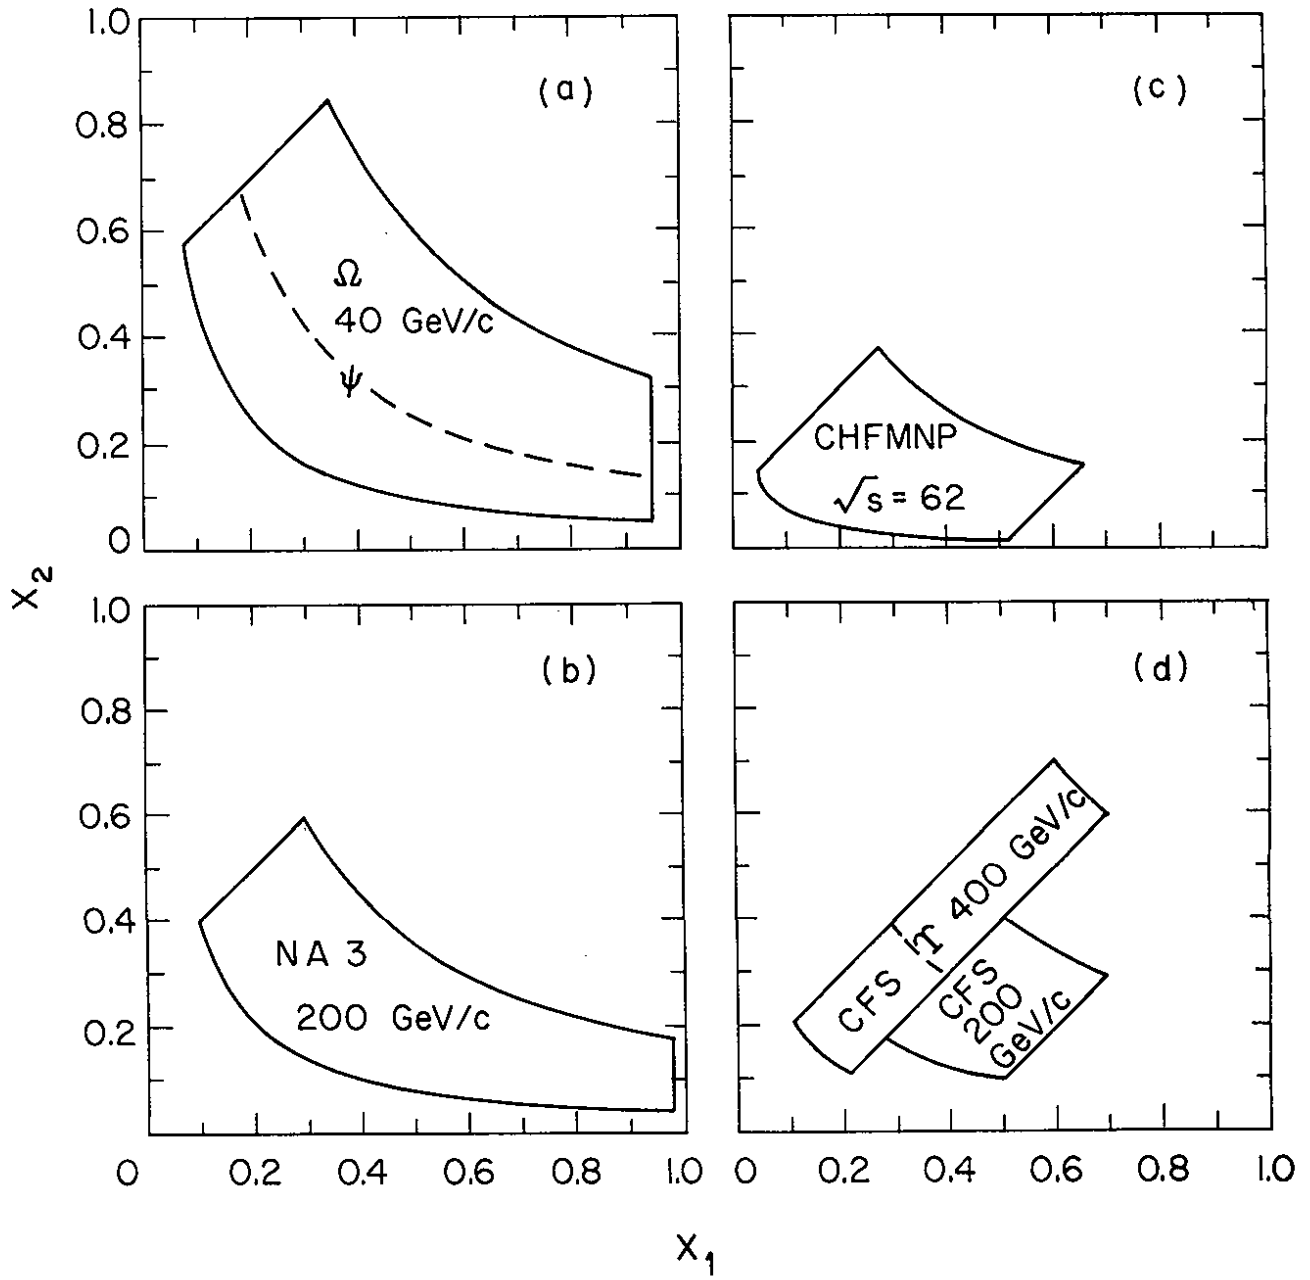 1.0
0.8
0.6
0.4
0.2
0
(a)
Ω
40 GeV/c
ψ
(c)
CHFMNP
√s = 62
X2
1.0
0.8
0.6
0.4
0.2
(b)
NA 3
200 GeV/c
(d)
CFS ϒ 400 GeV/c
CFS
200
GeV/c
0 0.2 0.4 0.6 0.8 1.0
0 0.2 0.4 0.6 0.8 1.0
X1